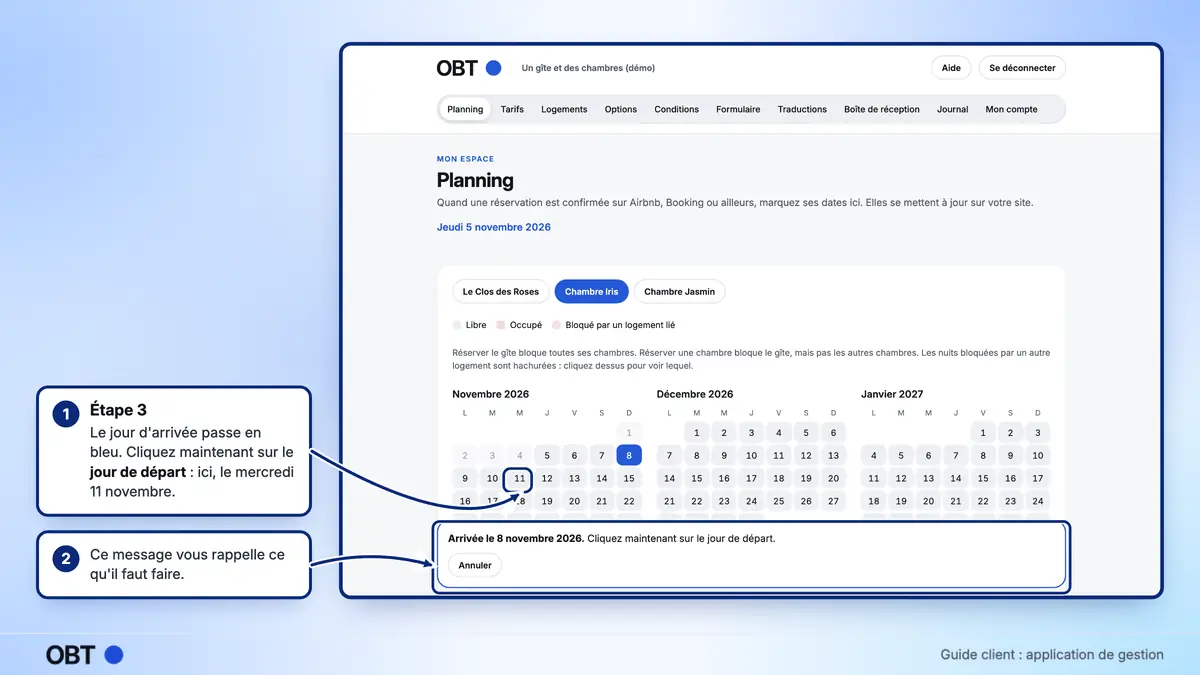 OBT
Un gîte et des chambres (démo)
Aide
Se déconnecter
Planning Tarifs Logements Options Conditions Formulaire Traductions Boîte de réception Journal Mon compte
MON ESPACE
Planning
Quand une réservation est confirmée sur Airbnb, Booking ou ailleurs, marquez ses dates ici. Elles se mettent à jour sur votre site.
Jeudi 5 novembre 2026
Le Clos des Roses Chambre Iris Chambre Jasmin
Libre Occupé Bloqué par un logement lié
Réserver le gîte bloque toutes ses chambres. Réserver une chambre bloque le gîte, mais pas les autres chambres. Les nuits bloquées par un autre
logement sont hachurées : cliquez dessus pour voir lequel.
Novembre 2026
L M M J V S D
1
2 3 4 5 6 7 8
9 10 11 12 13 14 15
16 17 18 19 20 21 22
Décembre 2026
L M M J V S D
1 2 3 4 5 6
7 8 9 10 11 12 13
14 15 16 17 18 19 20
21 22 23 24 25 26 27
Janvier 2027
L M M J V S D
1 2 3
4 5 6 7 8 9 10
11 12 13 14 15 16 17
18 19 20 21 22 23 24
Arrivée le 8 novembre 2026. Cliquez maintenant sur le jour de départ.
Annuler
1 Étape 3
Le jour d'arrivée passe en
bleu. Cliquez maintenant sur le
jour de départ : ici, le mercredi
11 novembre.
2 Ce message vous rappelle ce
qu'il faut faire.
OBT
Guide client : application de gestion